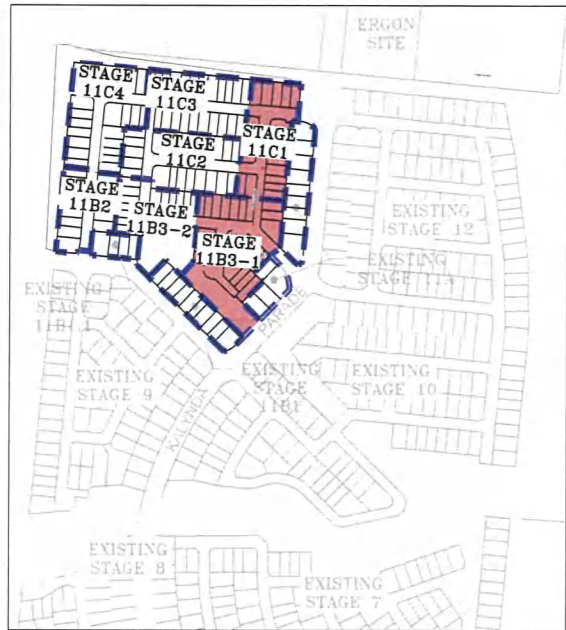 ERGON
SITE
STAGE
11C4
STAGE
11C3
STAGE
11C1
STAGE
11C2
STAGE
11B2
STAGE
11B3-2
STAGE
11B3-1
EXISTING
STAGE 12
EXISTING
EXISTING
STAGE
PARADE
EXISTING
STAGE 9
EXISTING
STAGE
11B1
EXISTING
STAGE 10
KALYNDA
EXISTING
STAGE 8
EXISTING
STAGE 7